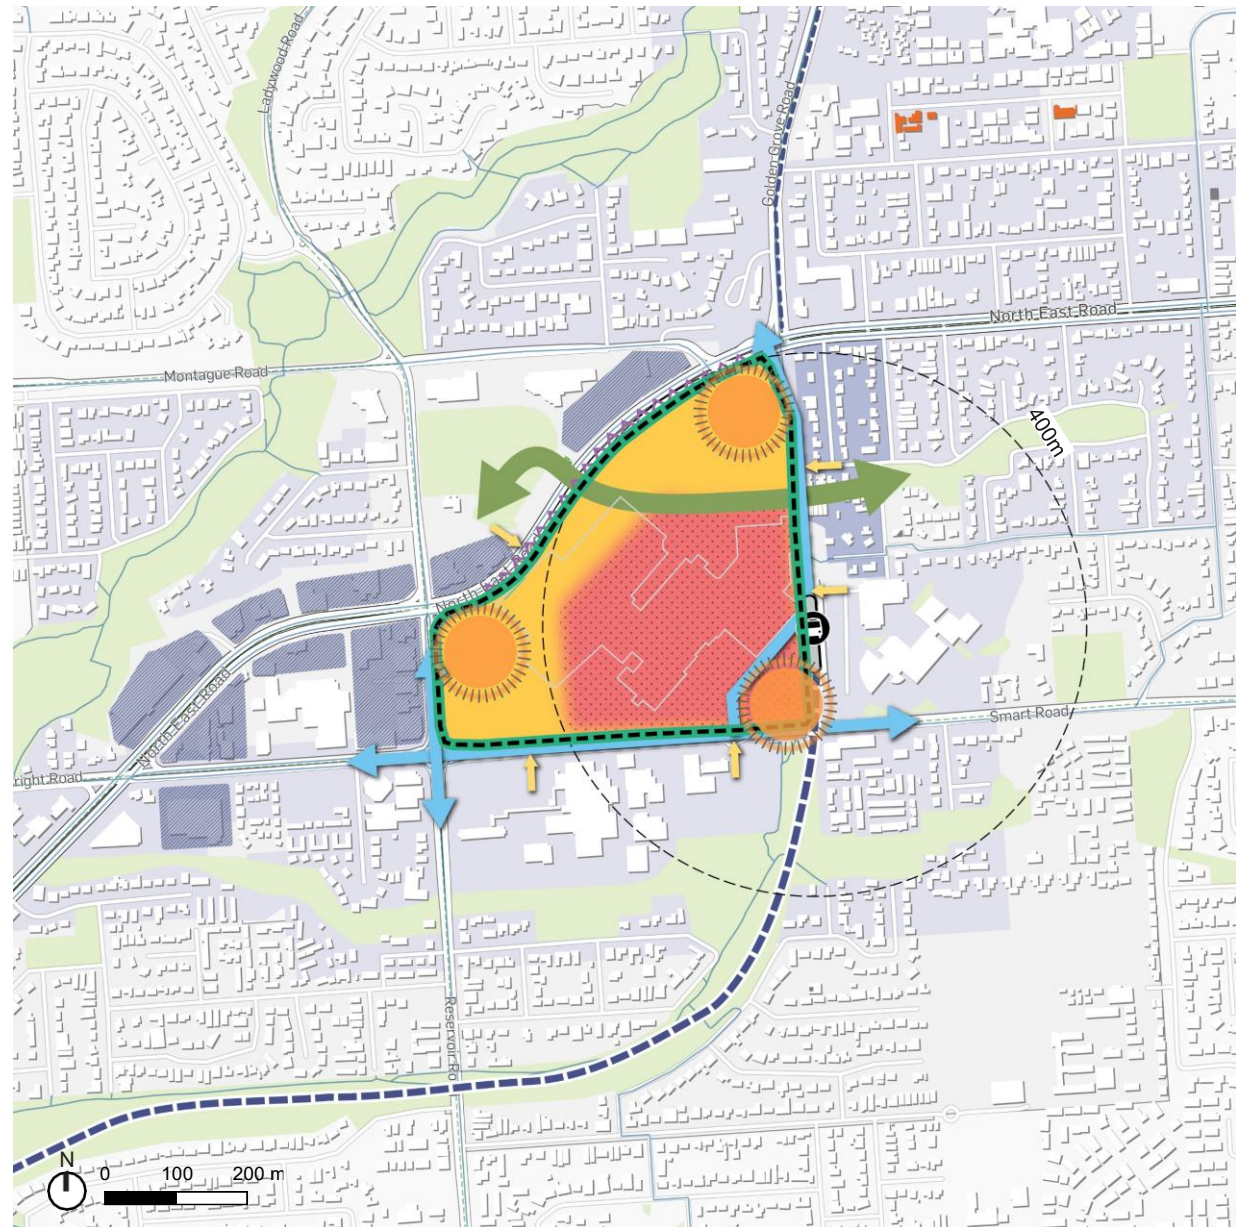 Ladywood Road
Golden Grove Road
North East Road
Montague Road
400m
North East Road
North East Road
Smart Road
right Road
Reservoir Ro
N
0 100 200 m